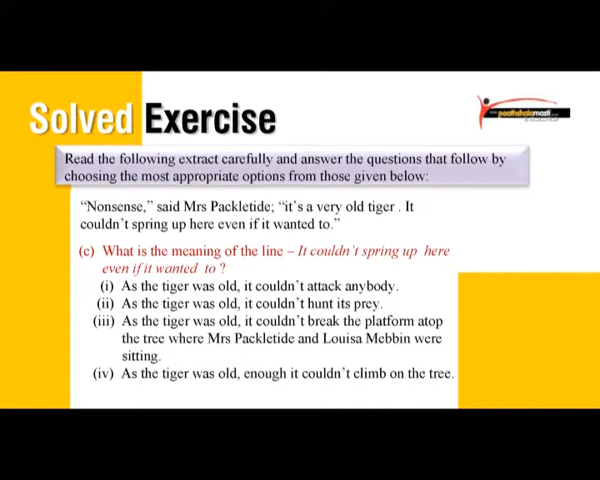 Solved Exercise
paathshalamasti
Read the following extract carefully and answer the questions that follow by
choosing the most appropriate options from those given below:
“Nonsense,” said Mrs Packletide; “it’s a very old tiger . It
couldn’t spring up here even if it wanted to.”
(c) What is the meaning of the line – It couldn’t spring up here
even if it wanted to ?
(i) As the tiger was old, it couldn’t attack anybody.
(ii) As the tiger was old, it couldn’t hunt its prey.
(iii) As the tiger was old, it couldn’t break the platform atop
the tree where Mrs Packletide and Louisa Mebbin were
sitting.
(iv) As the tiger was old, enough it couldn’t climb on the tree.